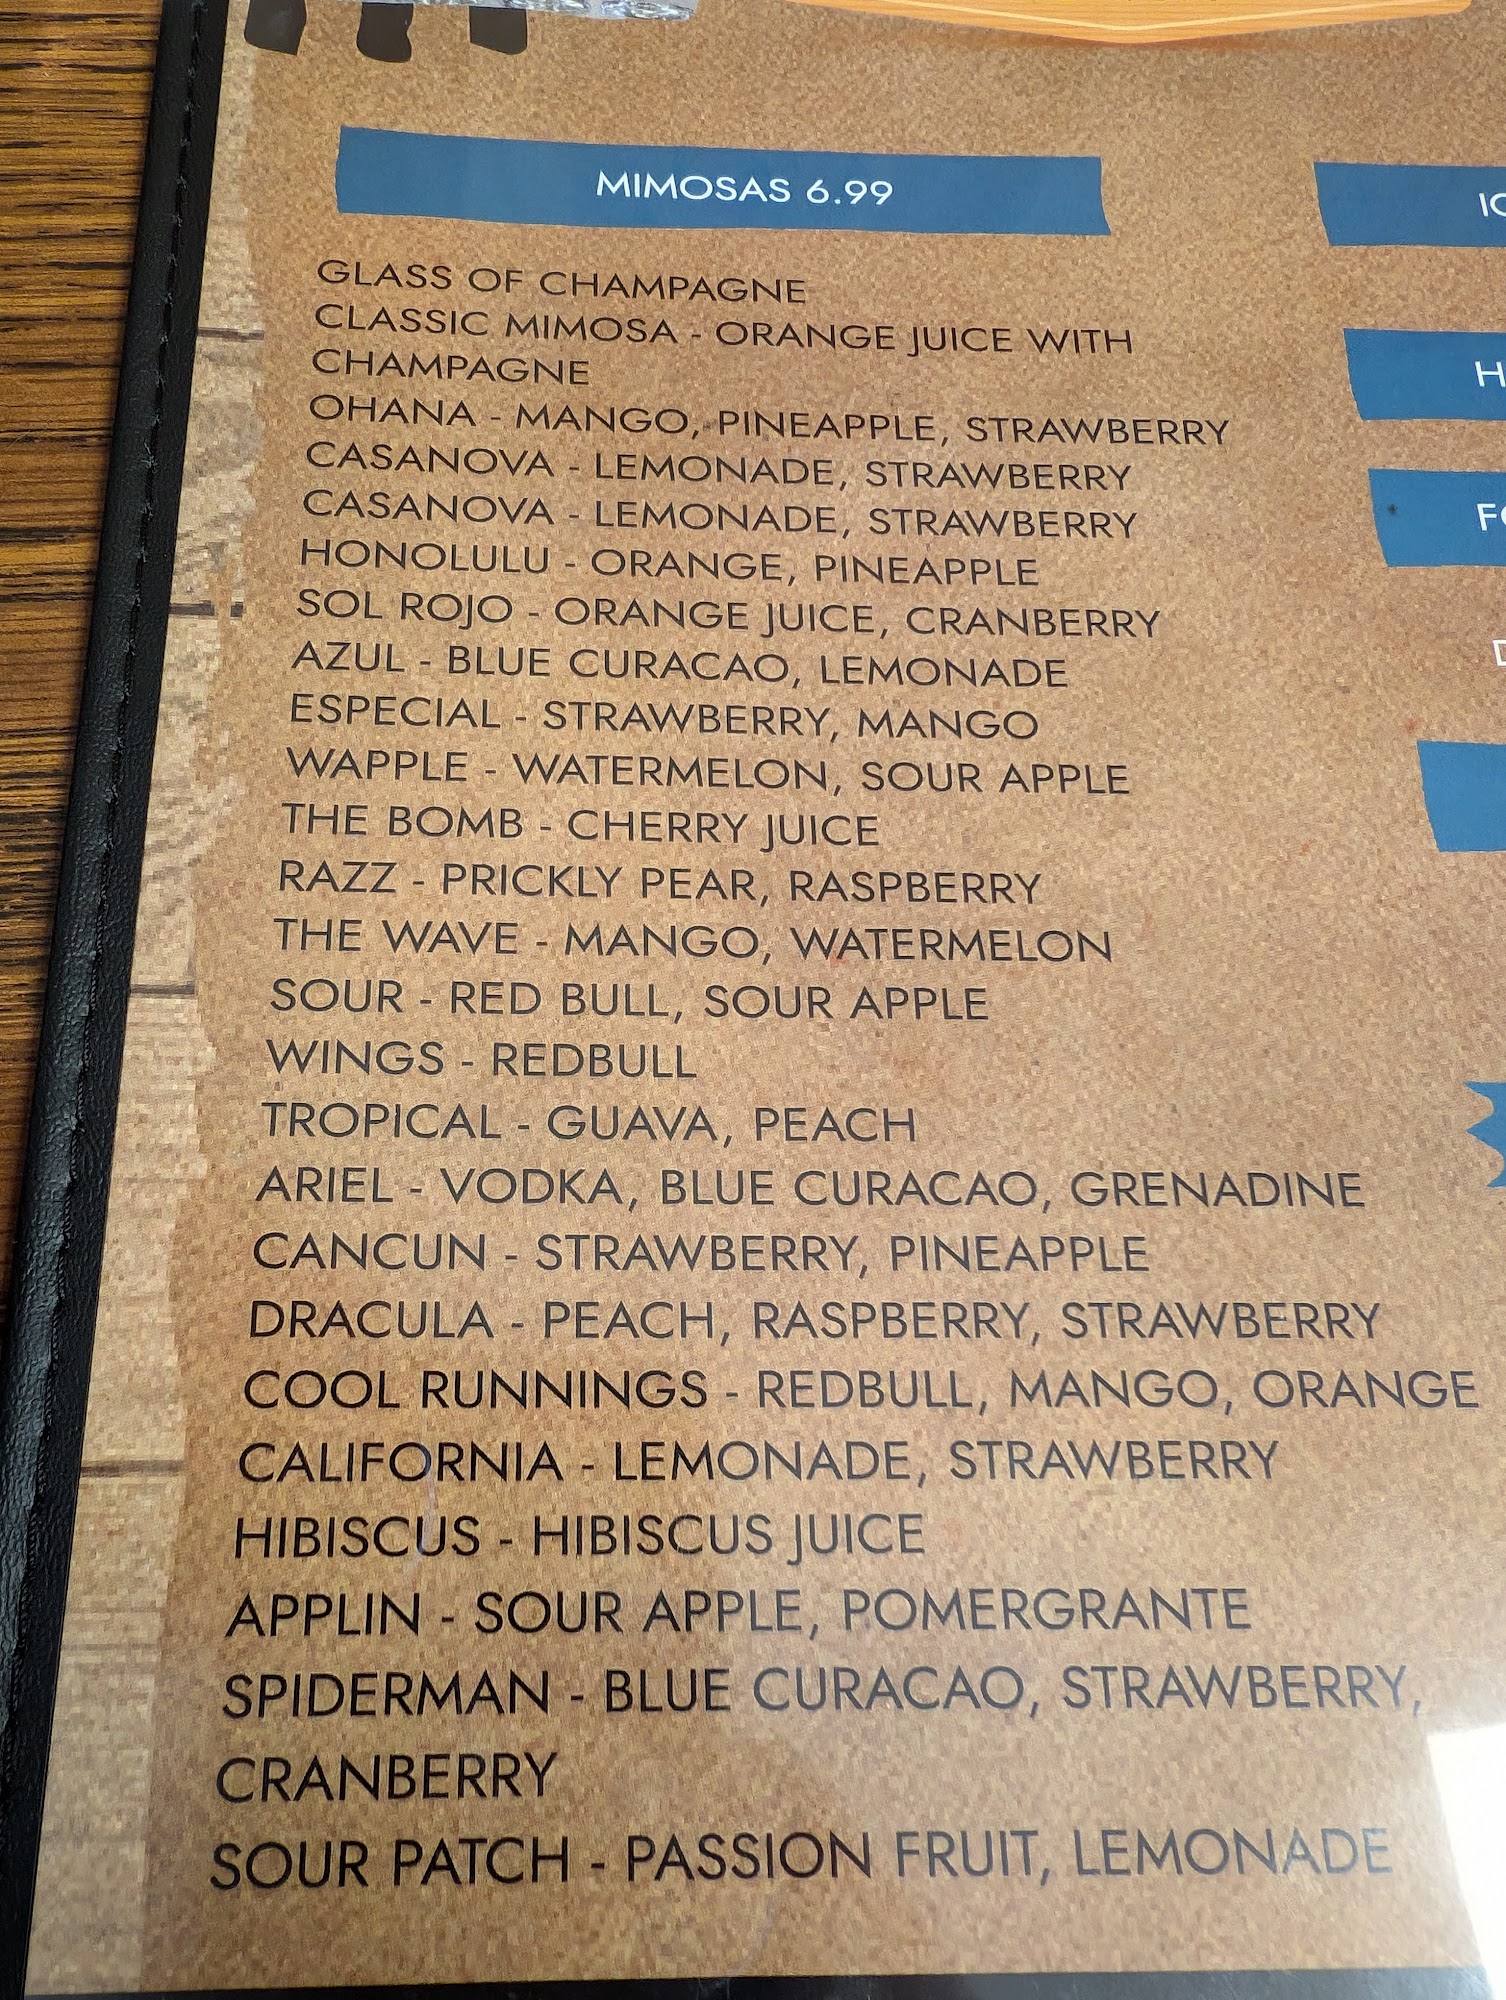 MIMOSAS 6.99
GLASS OF CHAMPAGNE
CLASSIC MIMOSA - ORANGE JUICE WITH
CHAMPAGNE
OHANA - MANGO, PINEAPPLE, STRAWBERRY
CASANOVA - LEMONADE, STRAWBERRY
CASANOVA - LEMONADE, STRAWBERRY
HONOLULU - ORANGE, PINEAPPLE
SOL ROJO - ORANGE JUICE, CRANBERRY
AZUL - BLUE CURACAO, LEMONADE
ESPECIAL - STRAWBERRY, MANGO
WAPPLE - WATERMELON, SOUR APPLE
THE BOMB - CHERRY JUICE
RAZZ - PRICKLY PEAR, RASPBERRY
THE WAVE - MANGO, WATERMELON
SOUR - RED BULL, SOUR APPLE
WINGS - REDBULL
TROPICAL - GUAVA, PEACH
ARIEL - VODKA, BLUE CURACAO, GRENADINE
CANCUN - STRAWBERRY, PINEAPPLE
DRACULA - PEACH, RASPBERRY, STRAWBERRY
COOL RUNNINGS - REDBULL, MANGO, ORANGE
CALIFORNIA - LEMONADE, STRAWBERRY
HIBISCUS - HIBISCUS JUICE
APPLIN - SOUR APPLE, POMERGRANTE
SPIDERMAN - BLUE CURACAO, STRAWBERRY,
CRANBERRY
SOUR PATCH - PASSION FRUIT, LEMONADE